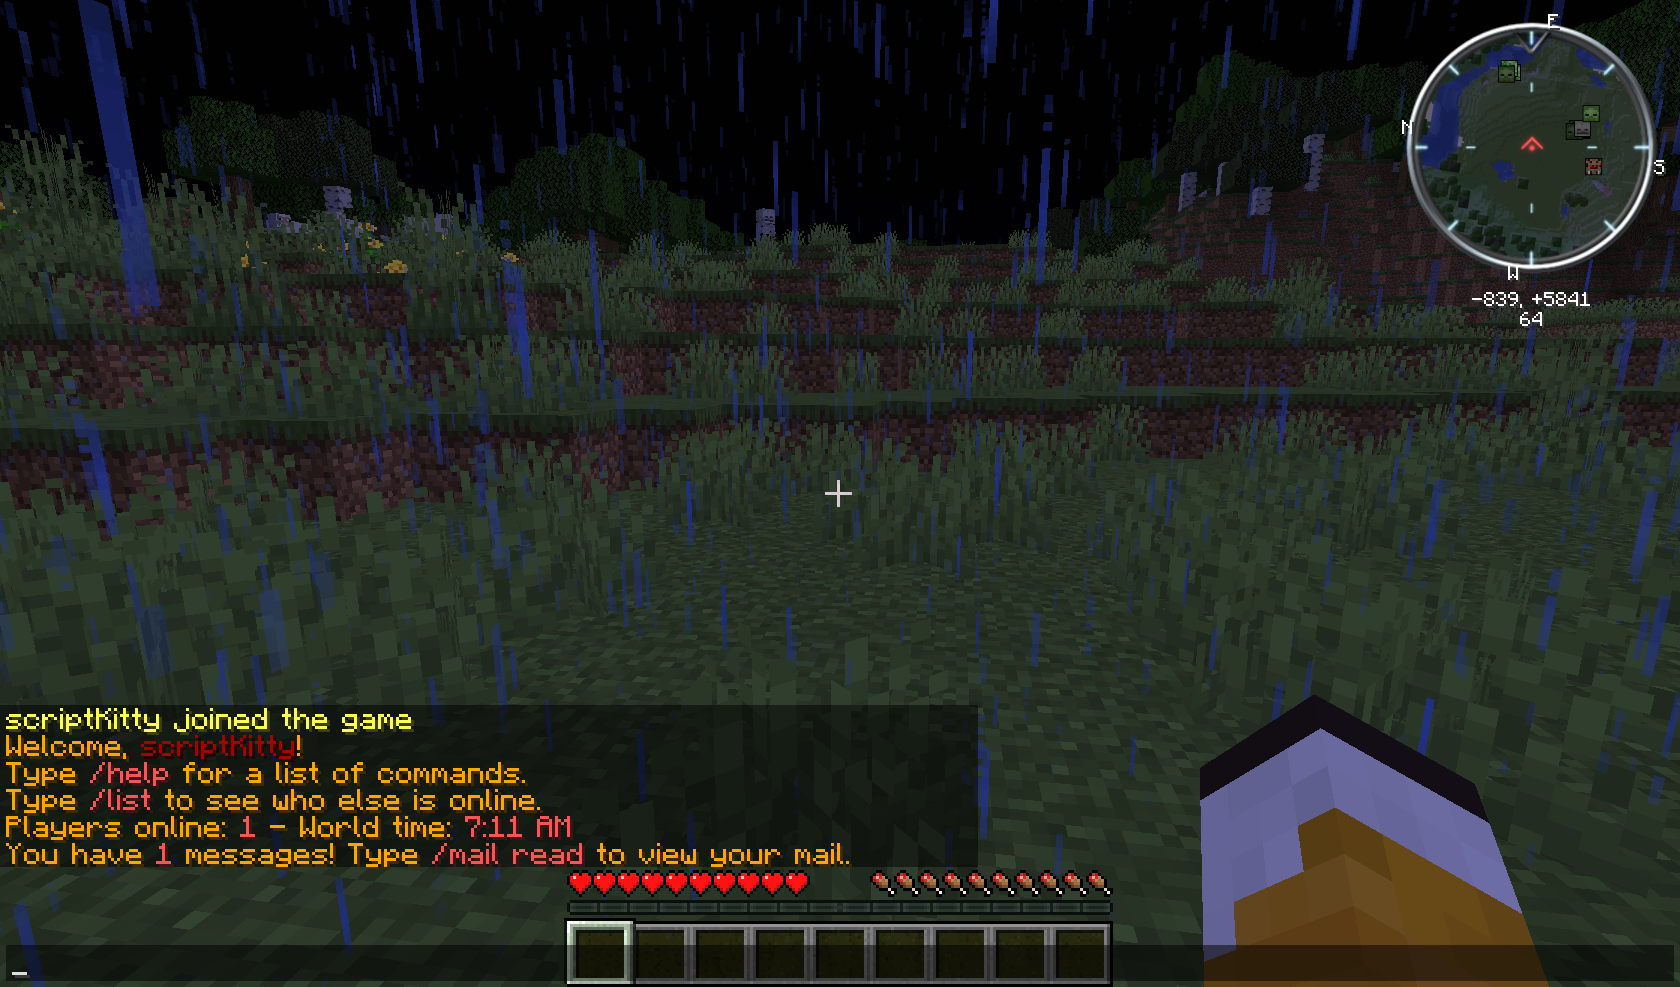 E
N
S
W
-839, +5841
64
scriptKitty joined the game
Welcome, scriptKitty!
Type /help for a list of commands.
Type /list to see who else is online.
Players online: 1 - World time: 7:11 AM
You have 1 messages! Type /mail read to view your mail.
_